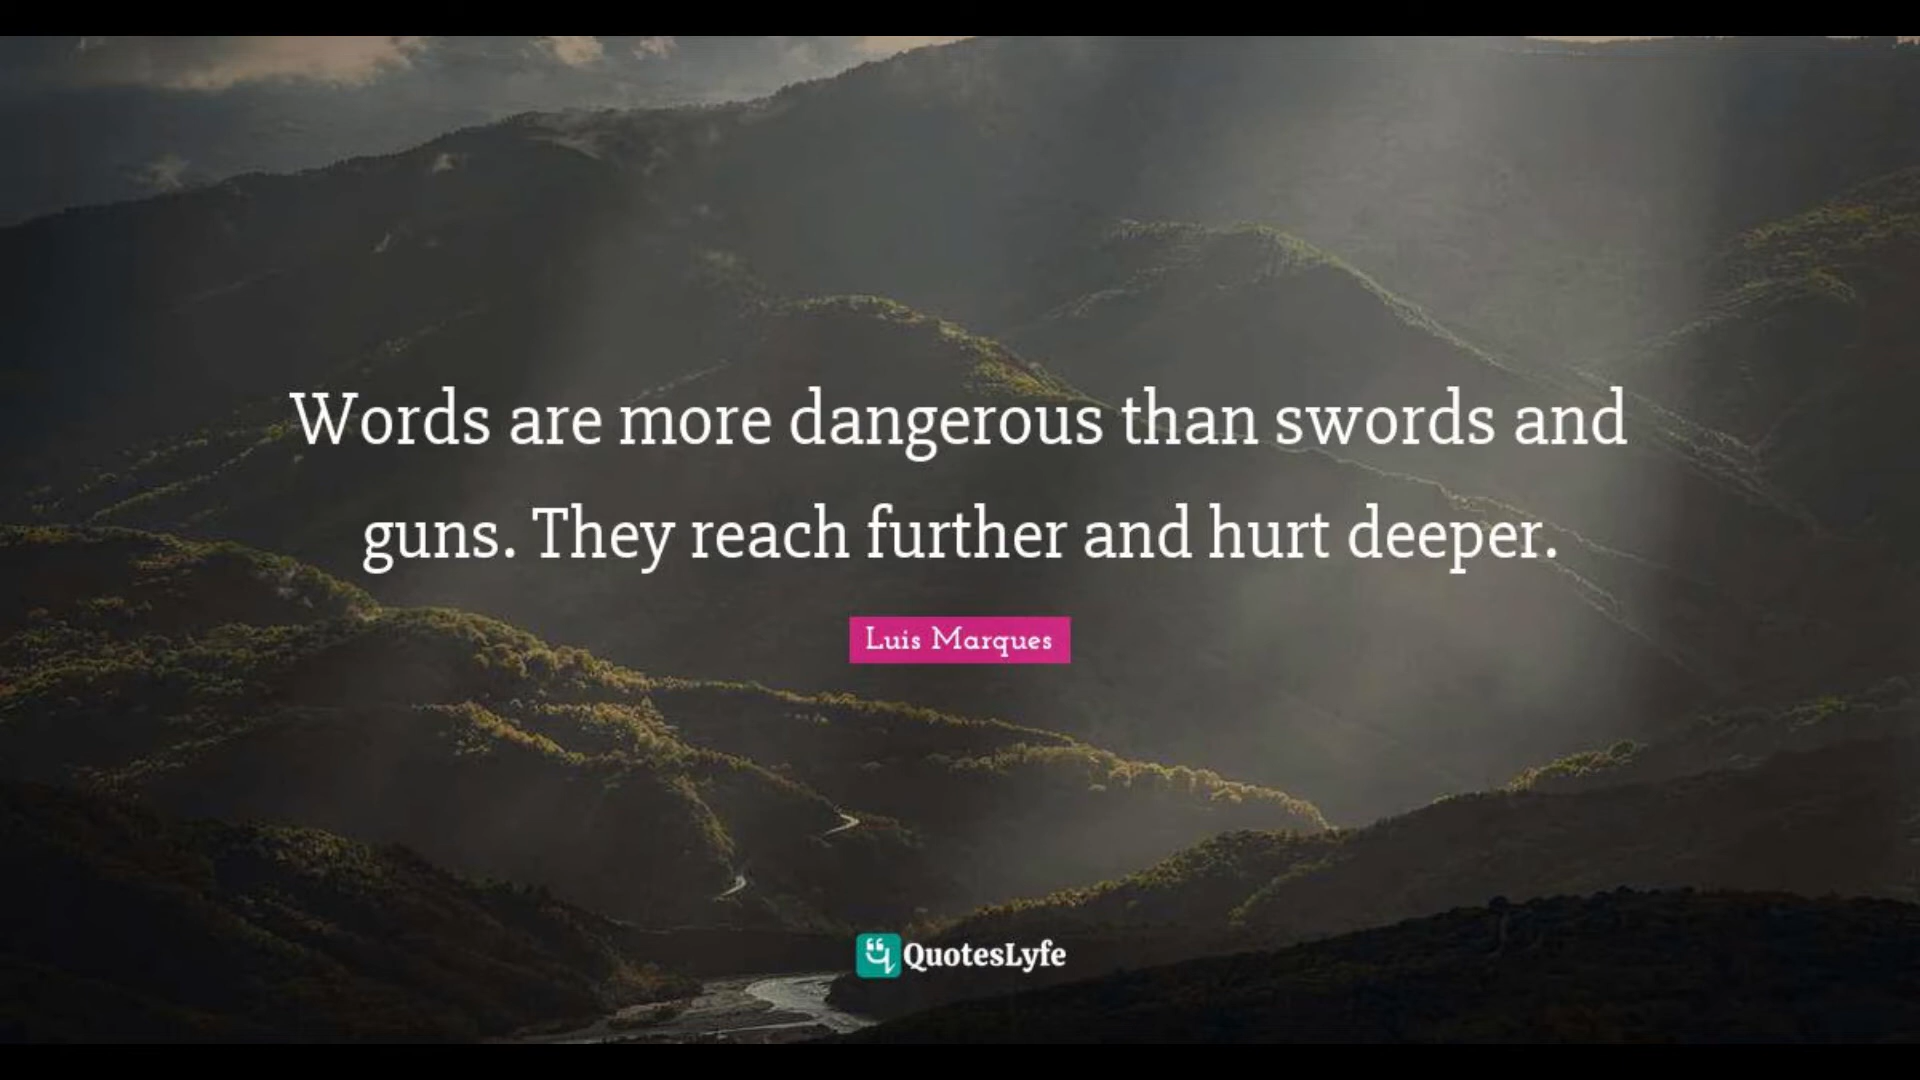 Words are more dangerous than swords and
guns. They reach further and hurt deeper.
Luis Marques
QuotesLyfe